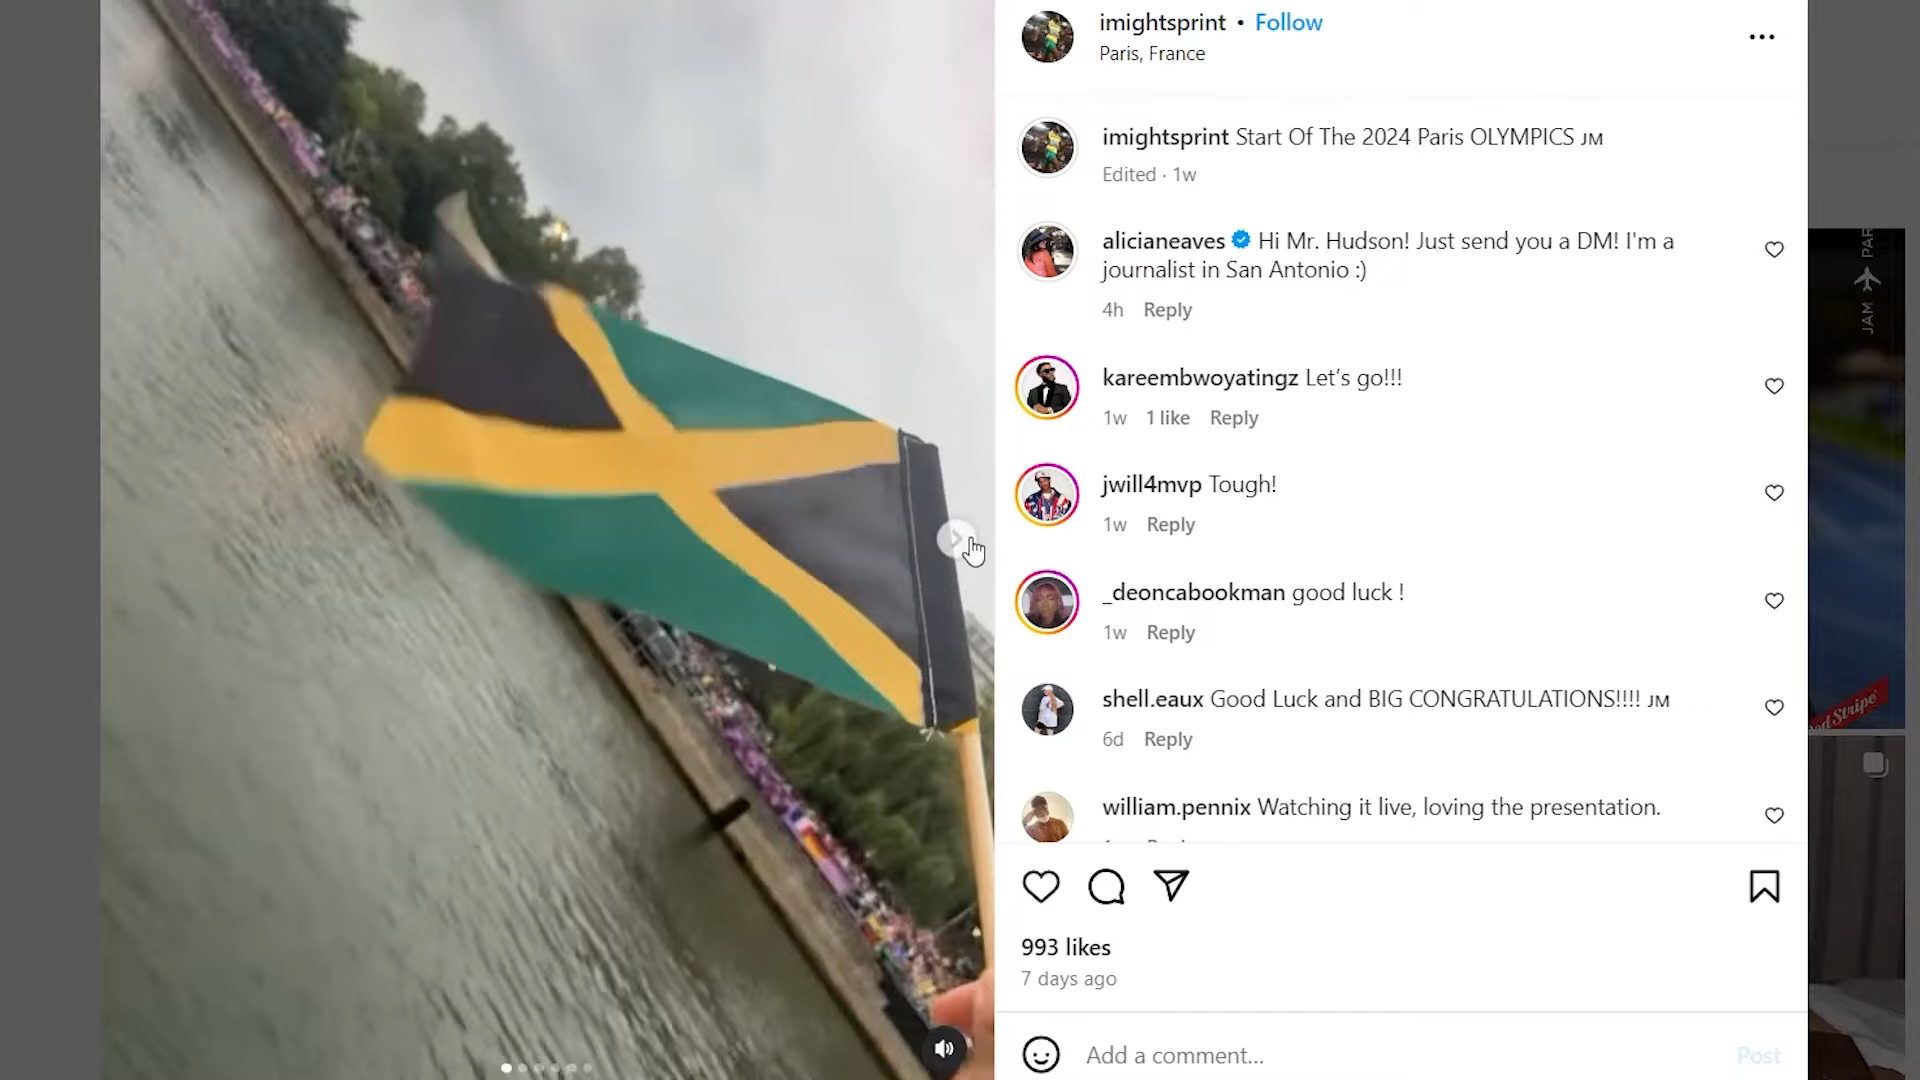 imightsprint • Follow
Paris, France
imightsprint Start Of The 2024 Paris OLYMPICS JM
Edited · 1w
alicianeaves Hi Mr. Hudson! Just send you a DM! I'm a
journalist in San Antonio :)
4h Reply
kareembwoyatingz Let's go!!!
1w 1 like Reply
jwill4mvp Tough!
1w Reply
_deoncabookman good luck !
1w Reply
shell.eaux Good Luck and BIG CONGRATULATIONS!!!! JM
6d Reply
william.pennix Watching it live, loving the presentation.
993 likes
7 days ago
Add a comment...
Post
JAM
PAR
Stripe